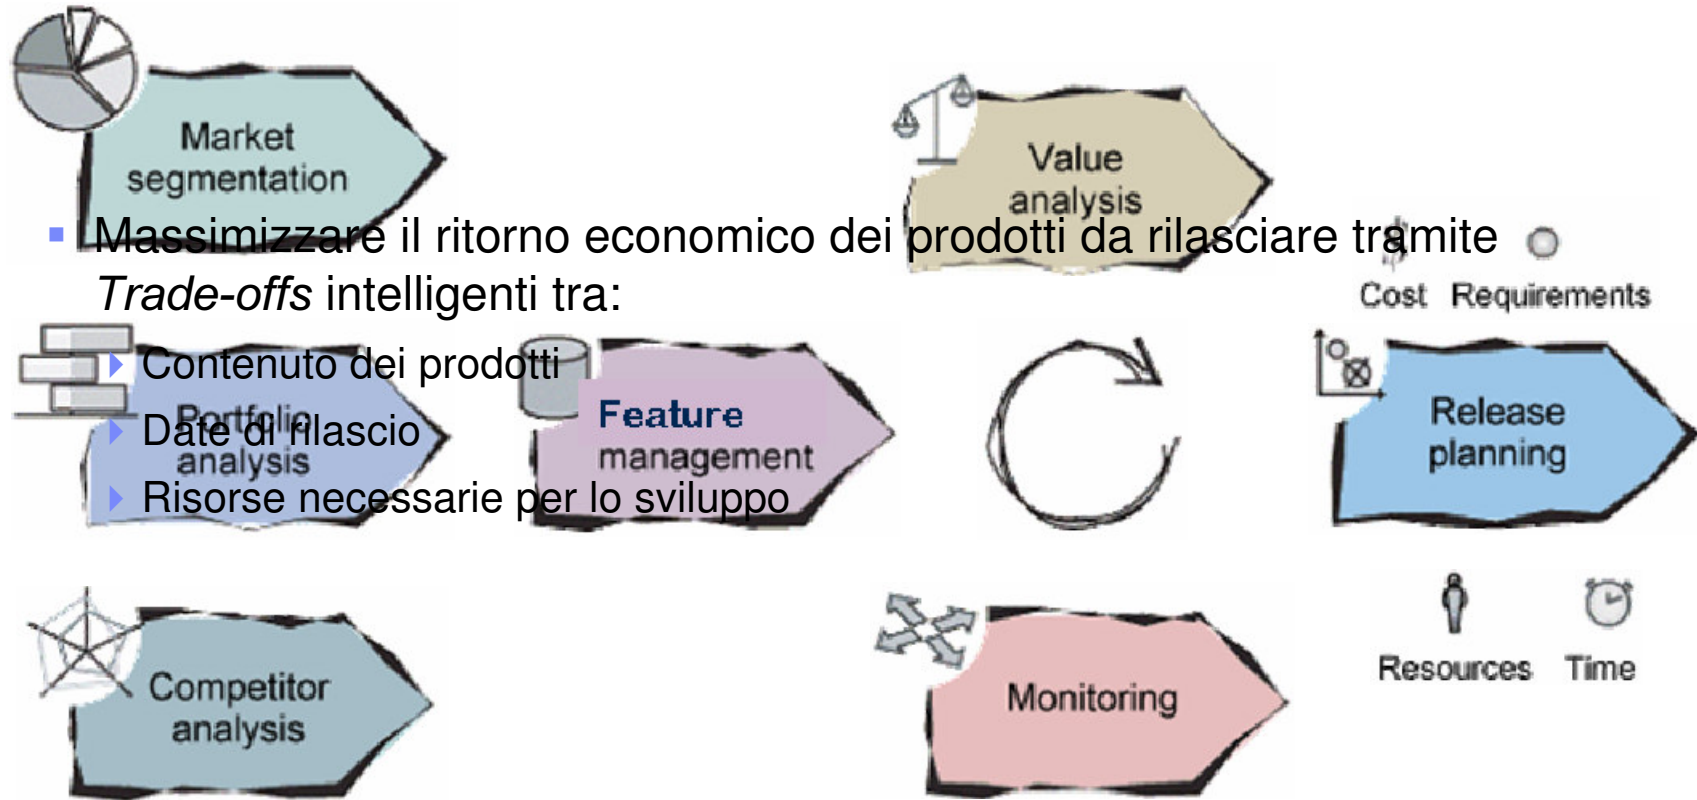 Market
segmentation
Value
analysis
Massimizzare il ritorno economico dei prodotti da rilasciare tramite
Trade-offs intelligenti tra:
Cost Requirements
Contenuto dei prodotti
Portfolio
analysis
Date di rilascio
Feature
management
Release
planning
Risorse necessarie per lo sviluppo
Competitor
analysis
Monitoring
Resources Time